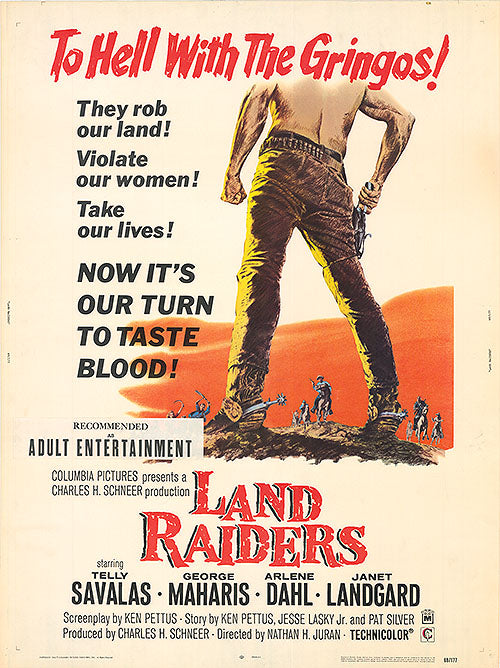 To Hell With The Gringos!
They rob
our land!
Violate
our women!
Take
our lives!
NOW IT'S
OUR TURN
TO TASTE
BLOOD!
RECOMMENDED
AS
ADULT ENTERTAINMENT
COLUMBIA PICTURES presents a
CHARLES H. SCHNEER production
LAND
RAIDERS
starring
TELLY SAVALAS · GEORGE MAHARIS · ARLENE DAHL · JANET LANDGARD
Screenplay by KEN PETTUS · Story by KEN PETTUS, JESSE LASKY Jr. and PAT SILVER
Produced by CHARLES H. SCHNEER · Directed by NATHAN H. JURAN · TECHNICOLOR®
M
C
69/177